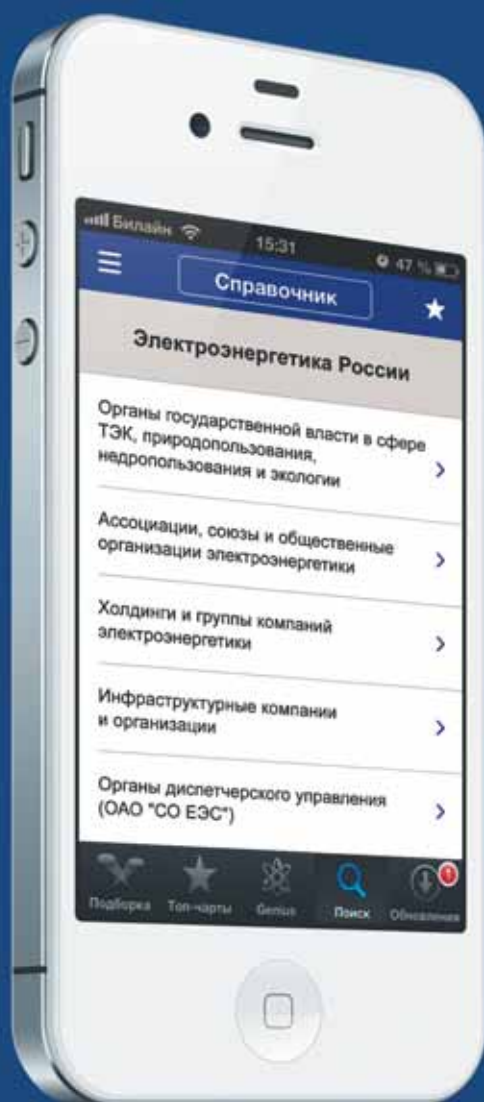 Билайн 15:31 47 %
Справочник
Электроэнергетика России
Органы государственной власти в сфере
ТЭК, природопользования,
недропользования и экологии
Ассоциации, союзы и общественные
организации электроэнергетики
Холдинги и группы компаний
электроэнергетики
Инфраструктурные компании
и организации
Органы диспетчерского управления
(ОАО "СО ЕЭС")
Подборка Топ-чарты Genius Поиск Обновления